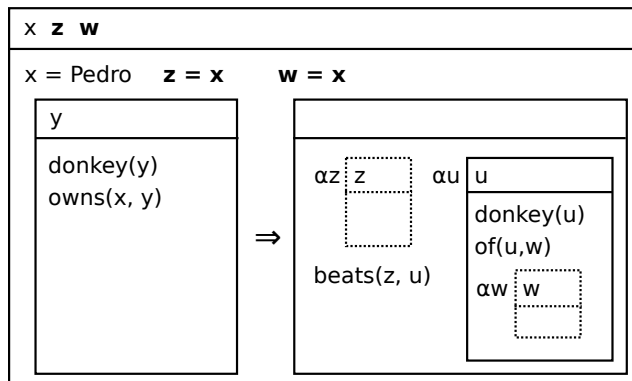 x z w
x = Pedro z = x w = x
y
donkey(y)
owns(x, y)
⇒
αz z
beats(z, u)
αu u
donkey(u)
of(u,w)
αw w